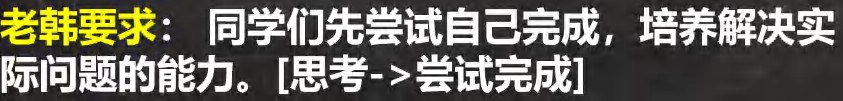 老韩要求： 同学们先尝试自己完成，培养解决实
际问题的能力。[思考->尝试完成]